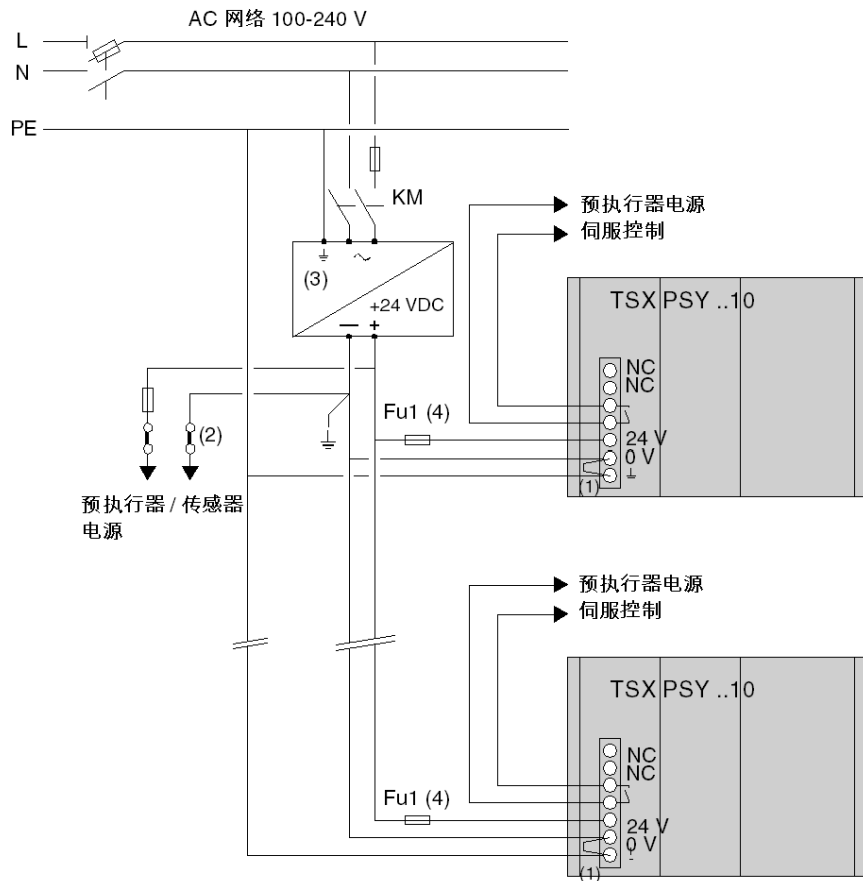 AC 网络 100-240 V
L
N
PE
KM
(3)
+24 VDC
预执行器电源
伺服控制
TSX PSY ..10
NC
NC
Fu1 (4)
24 V
0 V
(1)
(2)
预执行器 / 传感器
电源
预执行器电源
伺服控制
TSX PSY ..10
NC
NC
Fu1 (4)
24 V
0 V
(1)